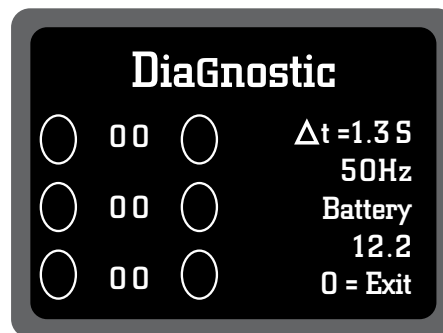 DiaGnostic
00
Δt =1.3 S
50Hz
00
Battery
12.2
00
0 = Exit